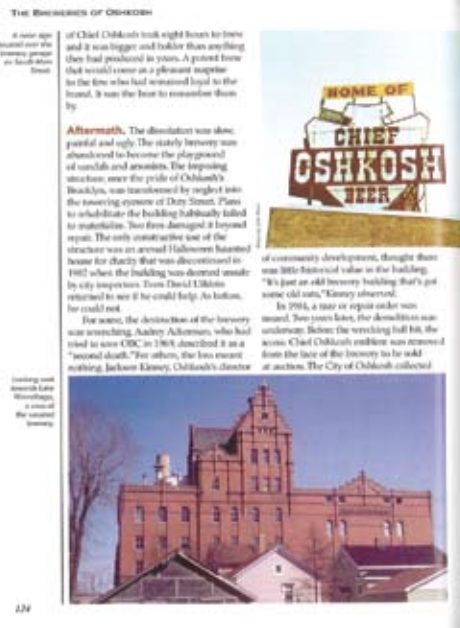 THE BREWERIES OF OSHKOSH
A neon sign
located over the
brewery garage
on South Main
Street.
of Chief Oshkosh took eight hours to brew
and it was bigger and bolder than anything
they had produced in years. A potent brew
that would come as a pleasant surprise
to the few who had remained loyal to the
brand. It was the beer to remember them
by.
Aftermath. The dissolution was slow,
painful and ugly. The stately brewery was
abandoned to become the playground
of vandals and arsonists. The imposing
structure, once the pride of Oshkosh's
Brooklyn, was transformed by neglect into
the towering eyesore of Doty Street. Plans
to rehabilitate the building habitually failed
to materialize. Two fires damaged it beyond
repair. The only constructive use of the
structure was an annual Halloween haunted
house for charity that was discontinued in
1982 when the building was deemed unsafe
by city inspectors. Even David Uihlein
returned to see if he could help. As before,
he could not.
For some, the destruction of the brewery
was wrenching. Audrey Ackerman, who had
tried to save OBC in 1969, described it as a
"second death." For others, the loss meant
nothing. Jackson Kinney, Oshkosh's director
HOME OF
CHIEF
OSHKOSH
BEER
of community development, thought there
was little historical value in the building.
"It's just an old brewery building that's got
some old vats," Kinney observed.
In 1984, a raze or repair order was
issued. Two years later, the demolition was
underway. Before the wrecking ball hit, the
iconic Chief Oshkosh emblem was removed
from the face of the brewery to be sold
at auction. The City of Oshkosh collected
Looking east
towards Lake
Winnebago,
a view of
the vacated
brewery.
124